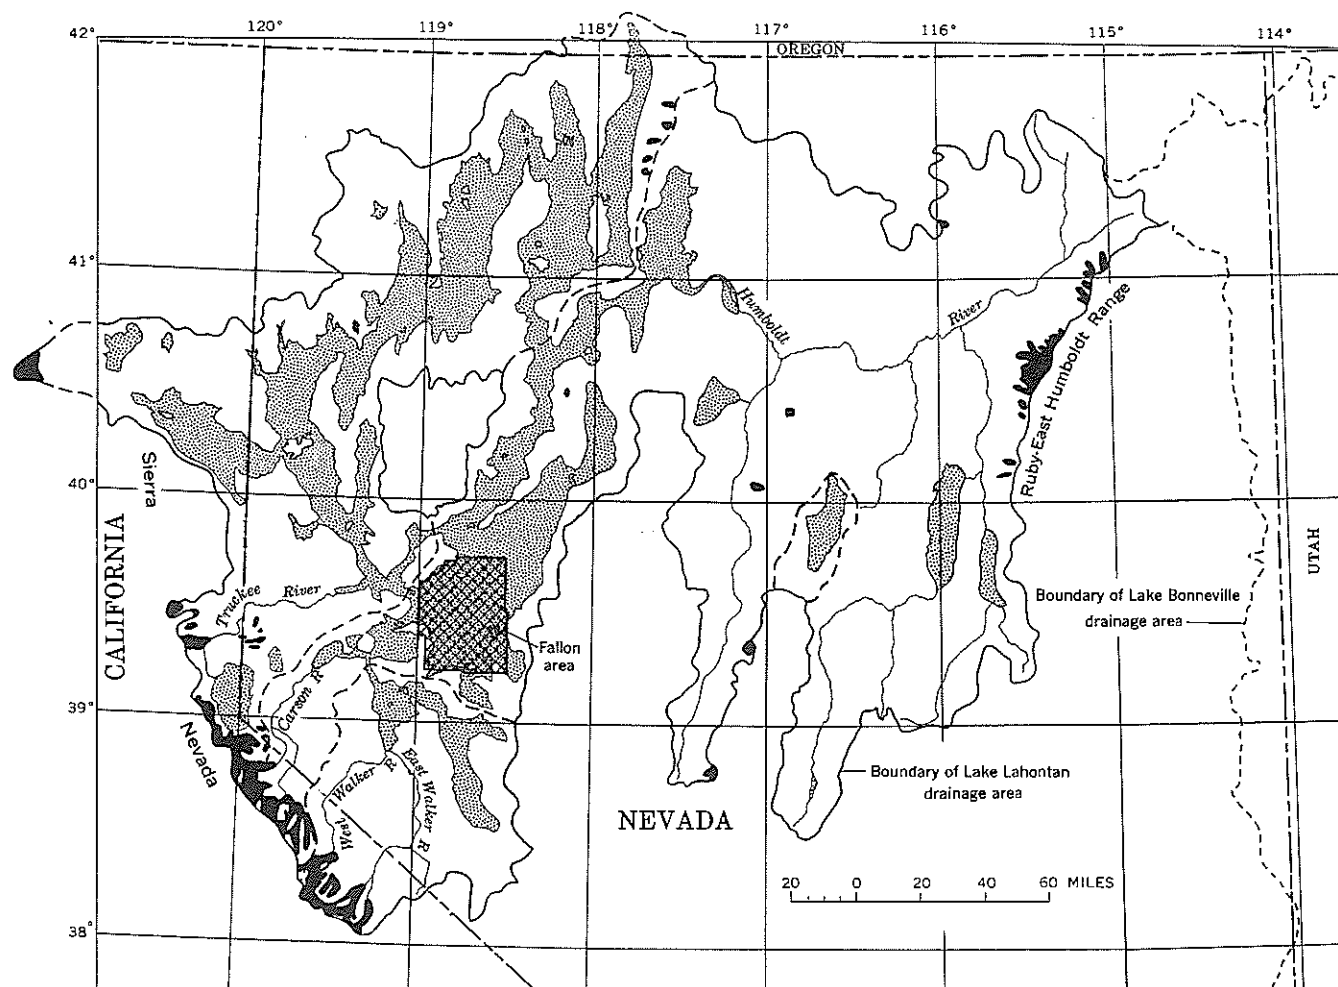 120° 119° 118° 117° 116° 115° 114°
42°
OREGON
41°
Humboldt
River
Ruby-East Humboldt Range
Sierra
40°
CALIFORNIA
UTAH
Truckee River
Boundary of Lake Bonneville
drainage area
Fallon
area
Carson R
39°
Nevada
East Walker R
West Walker R
Boundary of Lake Lahontan
drainage area
NEVADA
20 0 20 40 60 MILES
38°